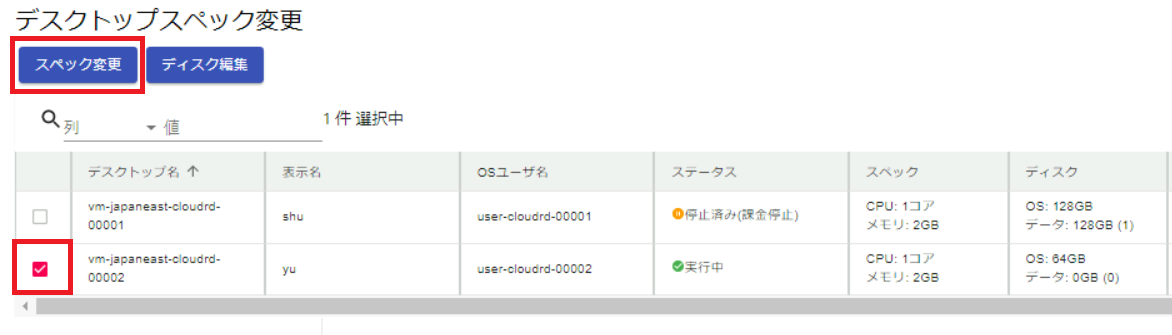 デスクトップスペック変更
スペック変更 ディスク編集
列 値 1 件 選択中
デスクトップ名 ↑ 表示名 OSユーザ名 ステータス スペック ディスク
vm-japaneast-cloudrd-00001 shu user-cloudrd-00001 停止済み(課金停止) CPU: 1コア メモリ: 2GB OS: 128GB データ: 128GB (1)
vm-japaneast-cloudrd-00002 yu user-cloudrd-00002 実行中 CPU: 1コア メモリ: 2GB OS: 64GB データ: 0GB (0)